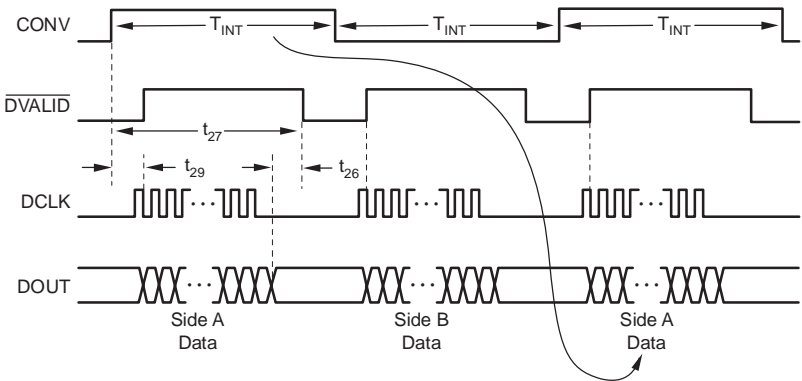 CONV
T_INT T_INT T_INT
DVALID
t_27
t_29
t_26
DCLK
...
...
...
DOUT
...
...
...
Side A
Data
Side B
Data
Side A
Data